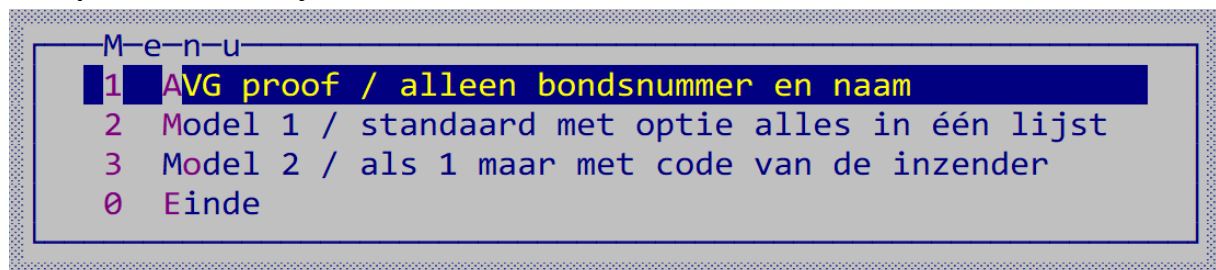 M-e-n-u
1 AVG proof / alleen bondsnummer en naam
2 Model 1 / standaard met optie alles in één lijst
3 Model 2 / als 1 maar met code van de inzender
0 Einde